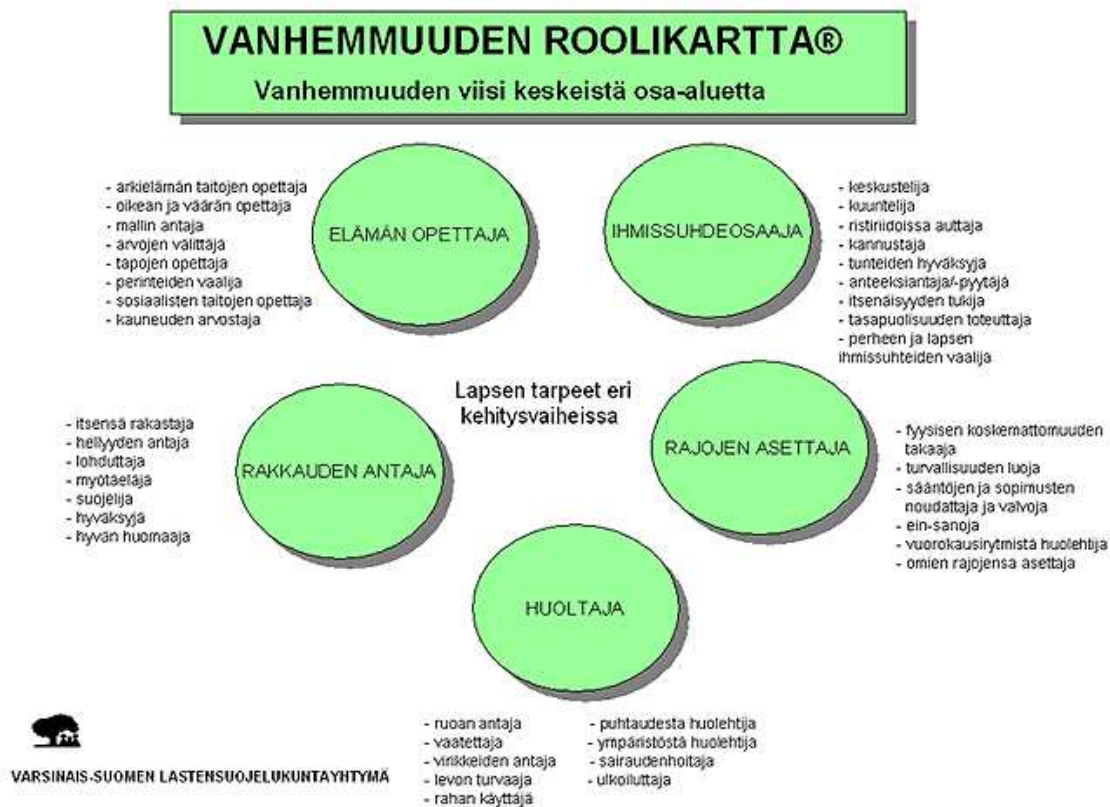 VANHEMMUUDEN ROOLIKARTTA®
Vanhemmuuden viisi keskeistä osa-aluetta
- arkielämän taitojen opettaja
- oikean ja väärän opettaja
- mallin antaja
- arvojen välittäjä
- tapojen opettaja
- perinteiden vaalija
- sosiaalisten taitojen opettaja
- kauneuden arvostaja
ELÄMÄN OPETTAJA
IHMISSUHDEOSAAJA
- keskustelija
- kuuntelija
- ristiriidoissa auttaja
- kannustaja
- tunteiden hyväksyjä
- anteeksiantaja/-pyytäjä
- itsenäisyyden tukija
- tasapuolisuuden toteuttaja
- perheen ja lapsen
ihmissuhteiden vaalija
Lapsen tarpeet eri
kehitysvaiheissa
- itsensä rakastaja
- hellyyden antaja
- lohduttaja
- myötäeläjä
- suojelija
- hyväksyjä
- hyvän huomaaja
RAKKAUDEN ANTAJA
RAJOJEN ASETTAJA
- fyysisen koskemattomuuden
takaaja
- turvallisuuden luoja
- sääntöjen ja sopimusten
noudattaja ja valvoja
- ein-sanoja
- vuorokausirytmistä huolehtija
- omien rajojensa asettaja
HUOLTAJA
- ruoan antaja
- vaatettaja
- virikkeiden antaja
- levon turvaaja
- rahan käyttäjä
- puhtaudesta huolehtija
- ympäristöstä huolehtija
- sairaudenhoitaja
- ulkoiluttaja
VARSINAIS-SUOMEN LASTENSUOJELUKUNTAYHTYMÄ